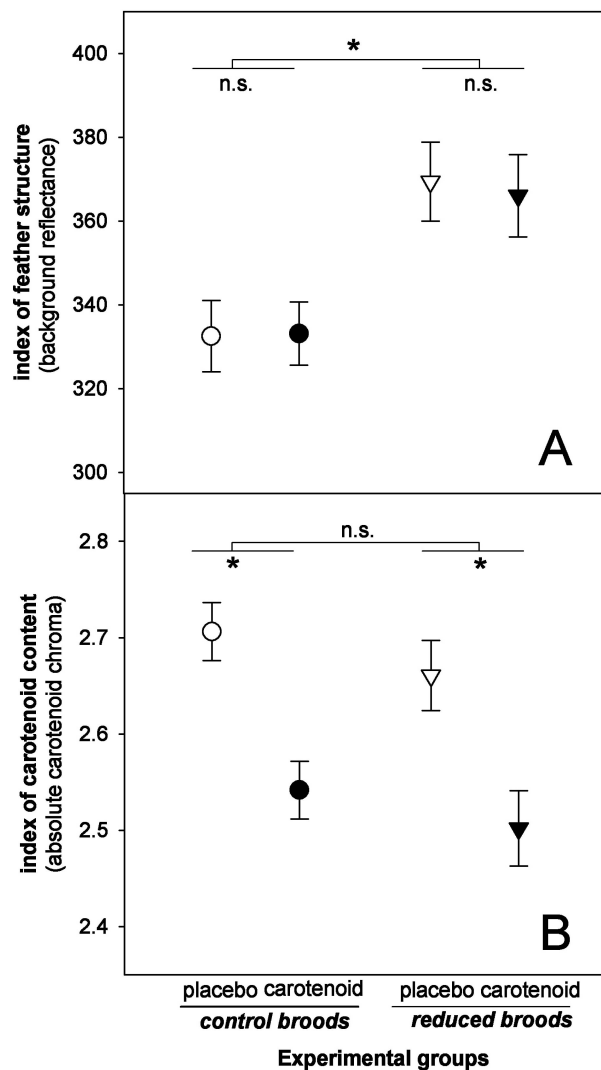 index of feather structure
(background reflectance)
400
380
360
340
320
300
*
n.s.
n.s.
A
index of carotenoid content
(absolute carotenoid chroma)
2.8
2.7
2.6
2.5
2.4
n.s.
*
*
B
placebo carotenoid placebo carotenoid
control broods reduced broods
Experimental groups